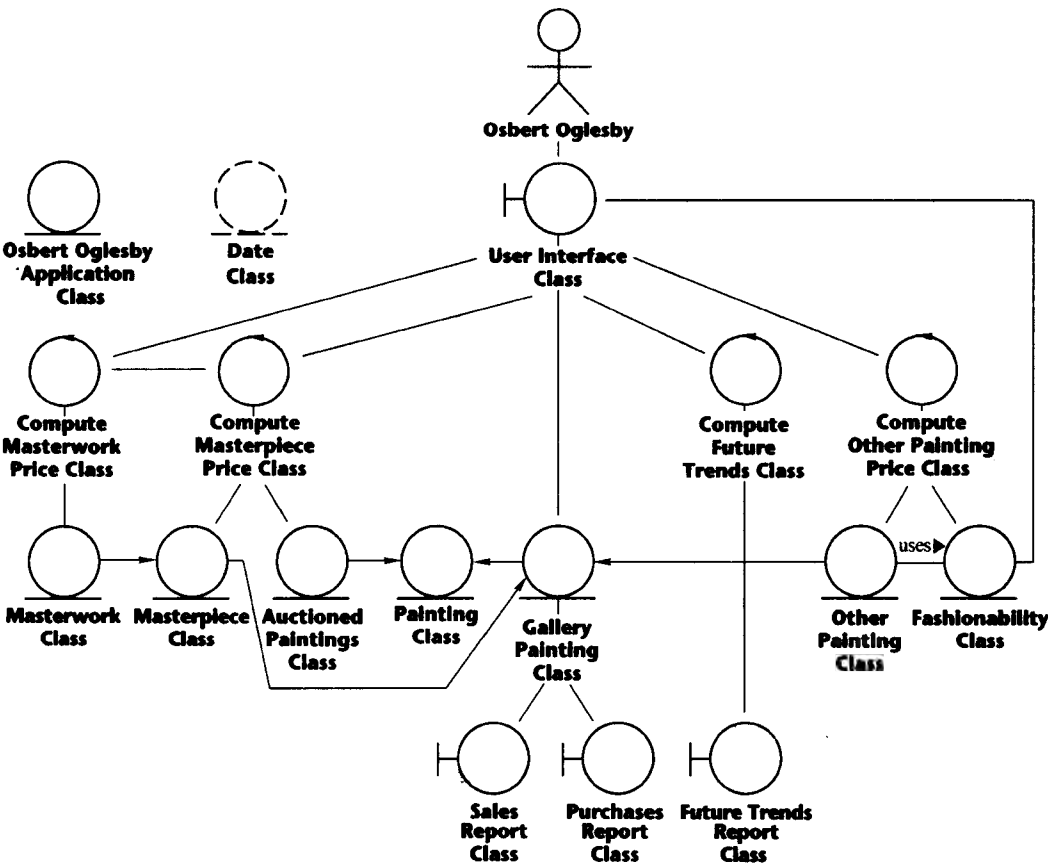 Osbert Oglesby
Osbert Oglesby
Application
Class
Date
Class
User Interface
Class
Compute
Masterwork
Price Class
Compute
Masterpiece
Price Class
Compute
Future
Trends Class
Compute
Other Painting
Price Class
uses
Masterwork
Class
Masterpiece
Class
Auctioned
Paintings
Class
Painting
Class
Gallery
Painting
Class
Other
Painting
Class
Fashionability
Class
Sales
Report
Class
Purchases
Report
Class
Future Trends
Report
Class